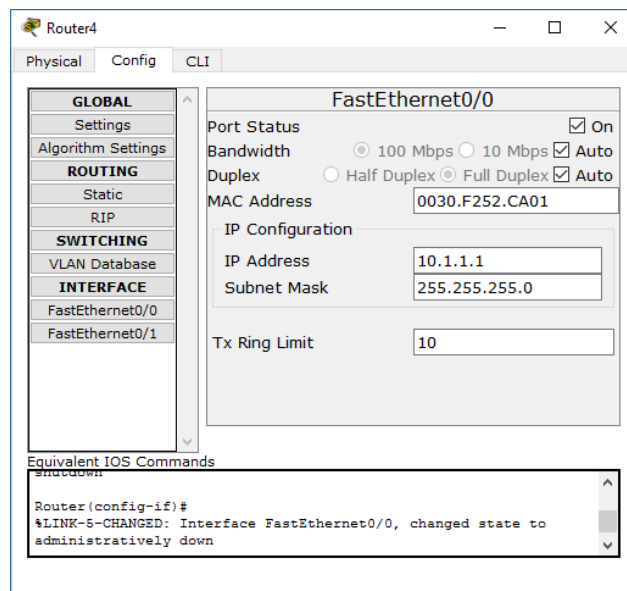 Router4
Physical Config CLI
GLOBAL
Settings
Algorithm Settings
ROUTING
Static
RIP
SWITCHING
VLAN Database
INTERFACE
FastEthernet0/0
FastEthernet0/1
FastEthernet0/0
Port Status On
Bandwidth 100 Mbps 10 Mbps Auto
Duplex Half Duplex Full Duplex Auto
MAC Address 0030.F252.CA01
IP Configuration
IP Address 10.1.1.1
Subnet Mask 255.255.255.0
Tx Ring Limit 10
Equivalent IOS Commands
shutdown
Router(config-if)#
%LINK-5-CHANGED: Interface FastEthernet0/0, changed state to
administratively down